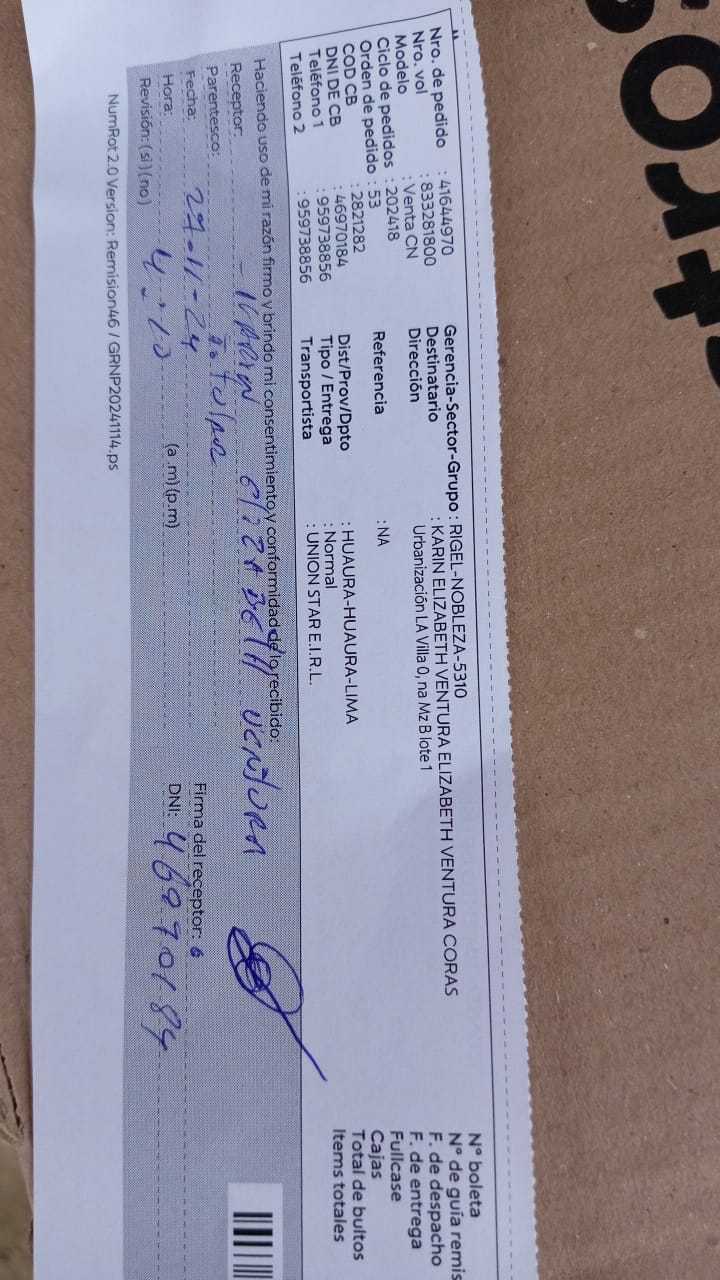 Nro. de pedido : 41644970
Nro. vol : 833281800
Modelo : Venta CN
Ciclo de pedidos : 202418
Orden de pedido : 53
COD CB : 2821282
DNI DE CB : 46970184
Teléfono 1 : 959738856
Teléfono 2 : 959738856
Gerencia-Sector-Grupo : RIGEL-NOBLEZA-5310
Destinatario : KARIN ELIZABETH VENTURA ELIZABETH VENTURA CORAS
Dirección Urbanización LA Villa 0, na Mz B lote 1
Referencia : NA
Dist/Prov/Dpto : HUAURA-HUAURA-LIMA
Tipo / Entrega : Normal
Transportista : UNION STAR E.I.R.L.
N° boleta
N° de guía remis
F. de despacho
F. de entrega
Fullcase
Cajas
Total de bultos
Items totales
Haciendo uso de mi razón firmo y brindo mi consentimiento y conformidad de lo recibido:
Receptor: KARIN ELIZABETH VENTURA
Parentesco: Titular
Fecha: 27-11-24
Hora: (a .m)(p.m)
Revisión: (si) (no)
Firma del receptor:
DNI: 46970184
NumRot 2.0 Version: Remision46 / GRNP20241114.ps